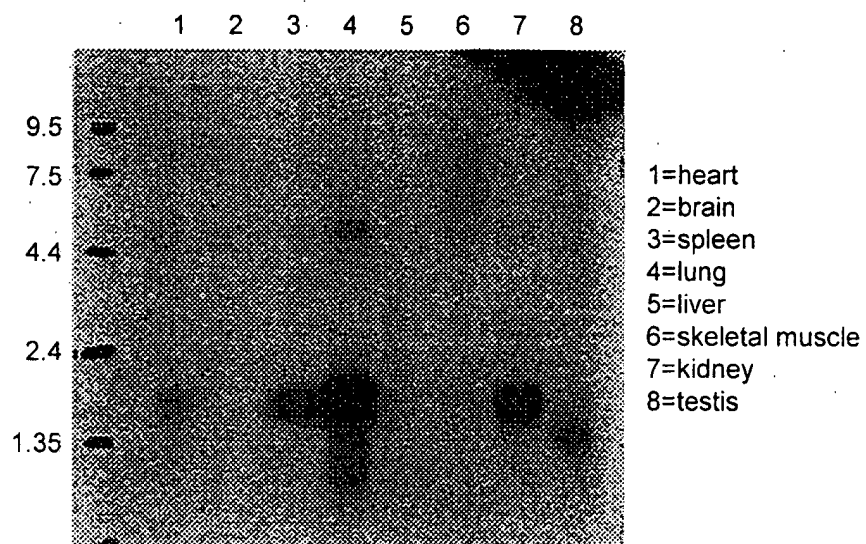 1 2 3 4 5 6 7 8
9.5
7.5
4.4
2.4
1.35
1=heart
2=brain
3=spleen
4=lung
5=liver
6=skeletal muscle
7=kidney
8=testis